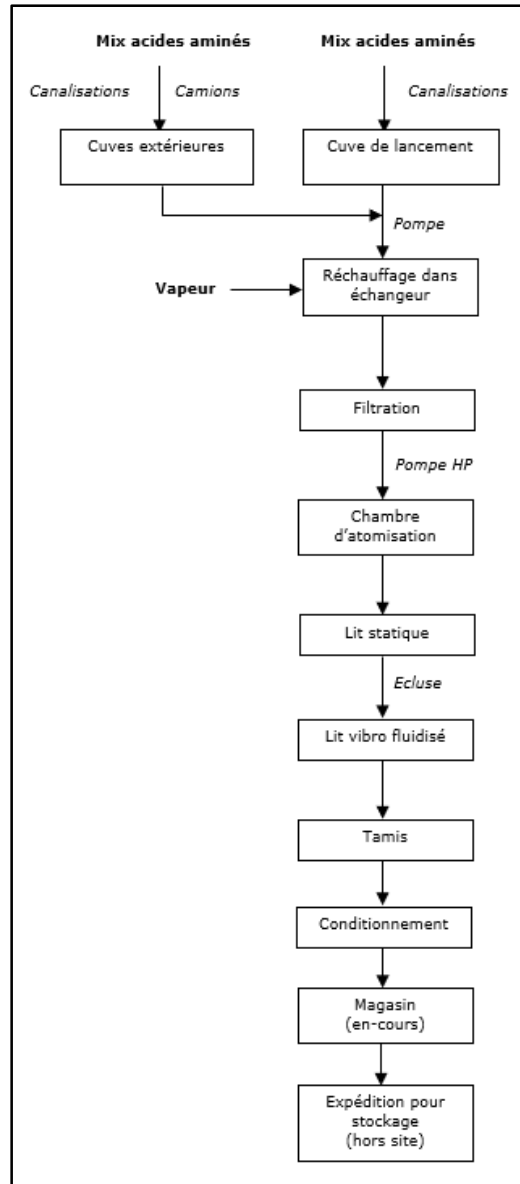 Mix acides aminés
Mix acides aminés
Canalisations
Camions
Canalisations
Cuves extérieures
Cuve de lancement
Pompe
Vapeur
Réchauffage dans
échangeur
Filtration
Pompe HP
Chambre
d'atomisation
Lit statique
Ecluse
Lit vibro fluidisé
Tamis
Conditionnement
Magasin
(en-cours)
Expédition pour
stockage
(hors site)